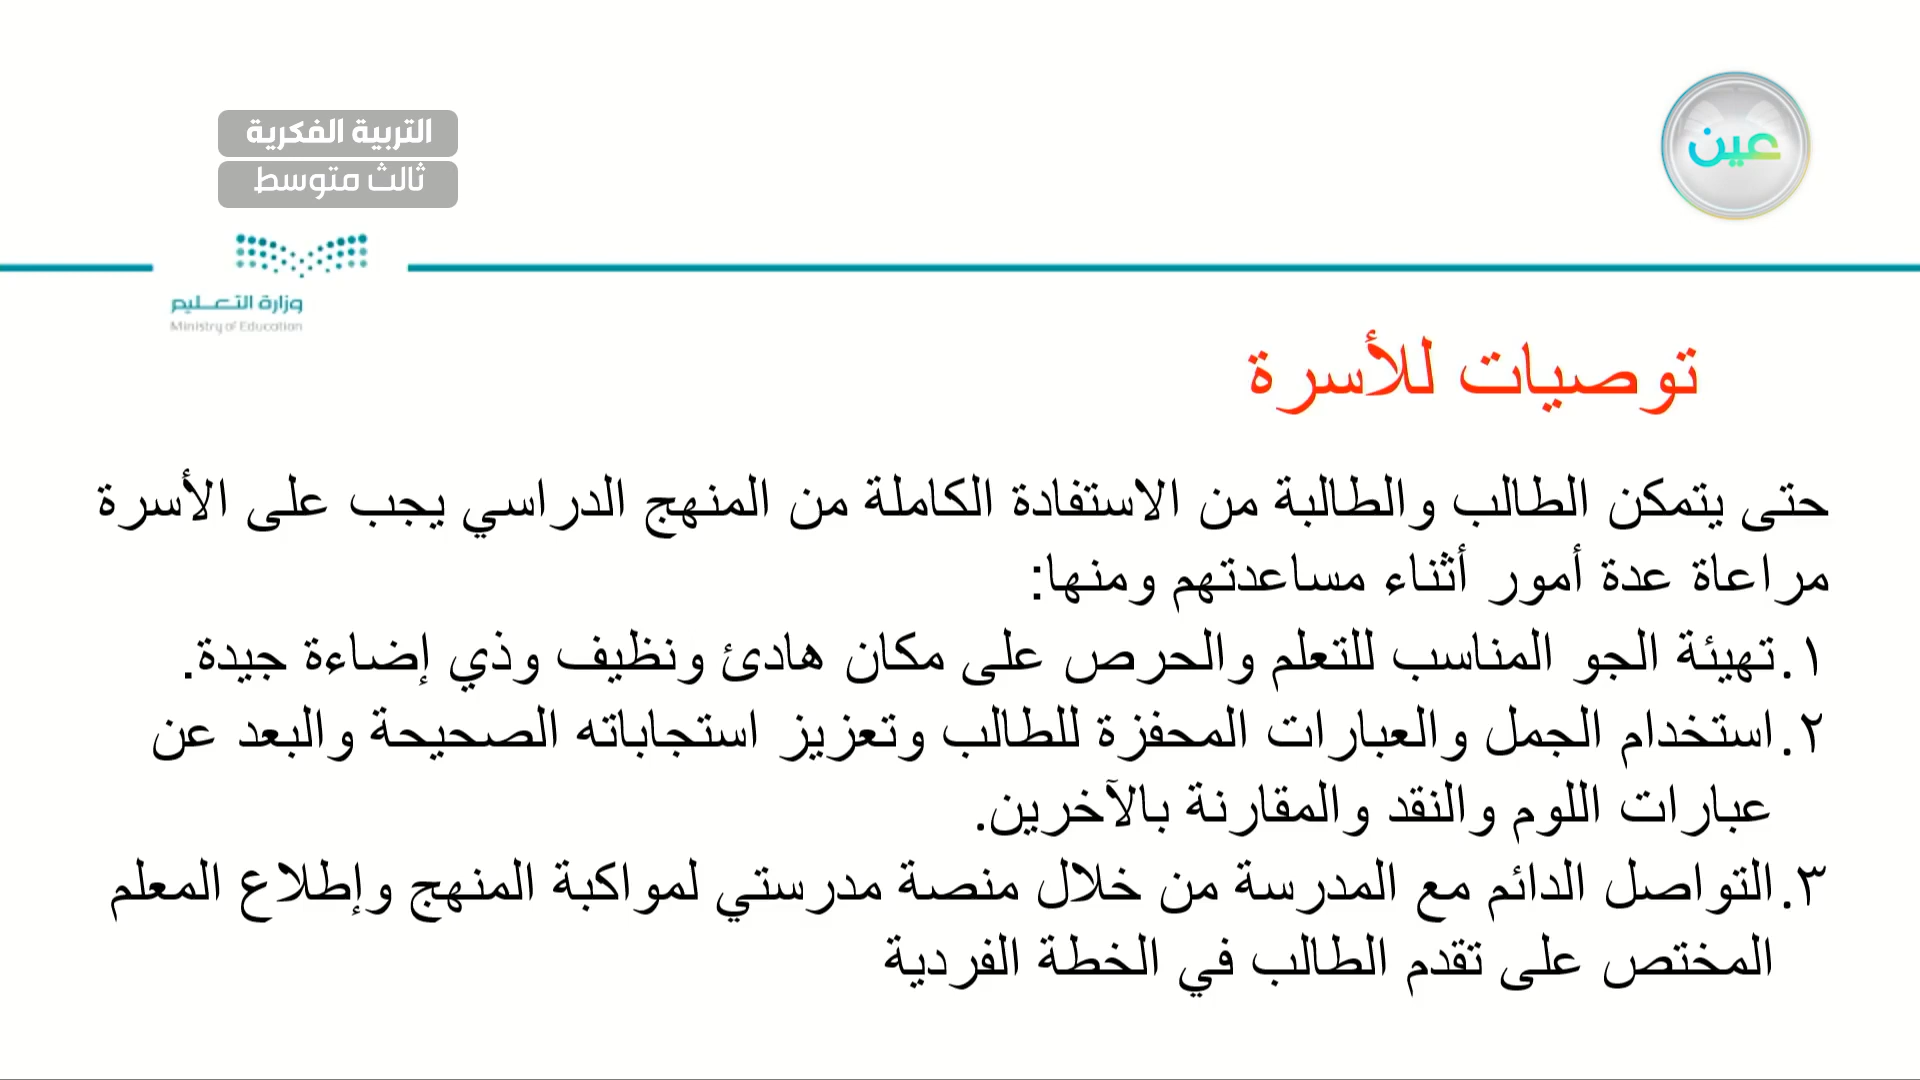 عين
التربية الفكرية
ثالث متوسط
وزارة التعليم
Ministry of Education
توصيات للأسرة
حتى يتمكن الطالب والطالبة من الاستفادة الكاملة من المنهج الدراسي يجب على الأسرة
مراعاة عدة أمور أثناء مساعدتهم ومنها:
١. تهيئة الجو المناسب للتعلم والحرص على مكان هادئ ونظيف وذي إضاءة جيدة.
٢. استخدام الجمل والعبارات المحفزة للطالب وتعزيز استجاباته الصحيحة والبعد عن
عبارات اللوم والنقد والمقارنة بالآخرين.
٣. التواصل الدائم مع المدرسة من خلال منصة مدرستي لمواكبة المنهج وإطلاع المعلم
المختص على تقدم الطالب في الخطة الفردية